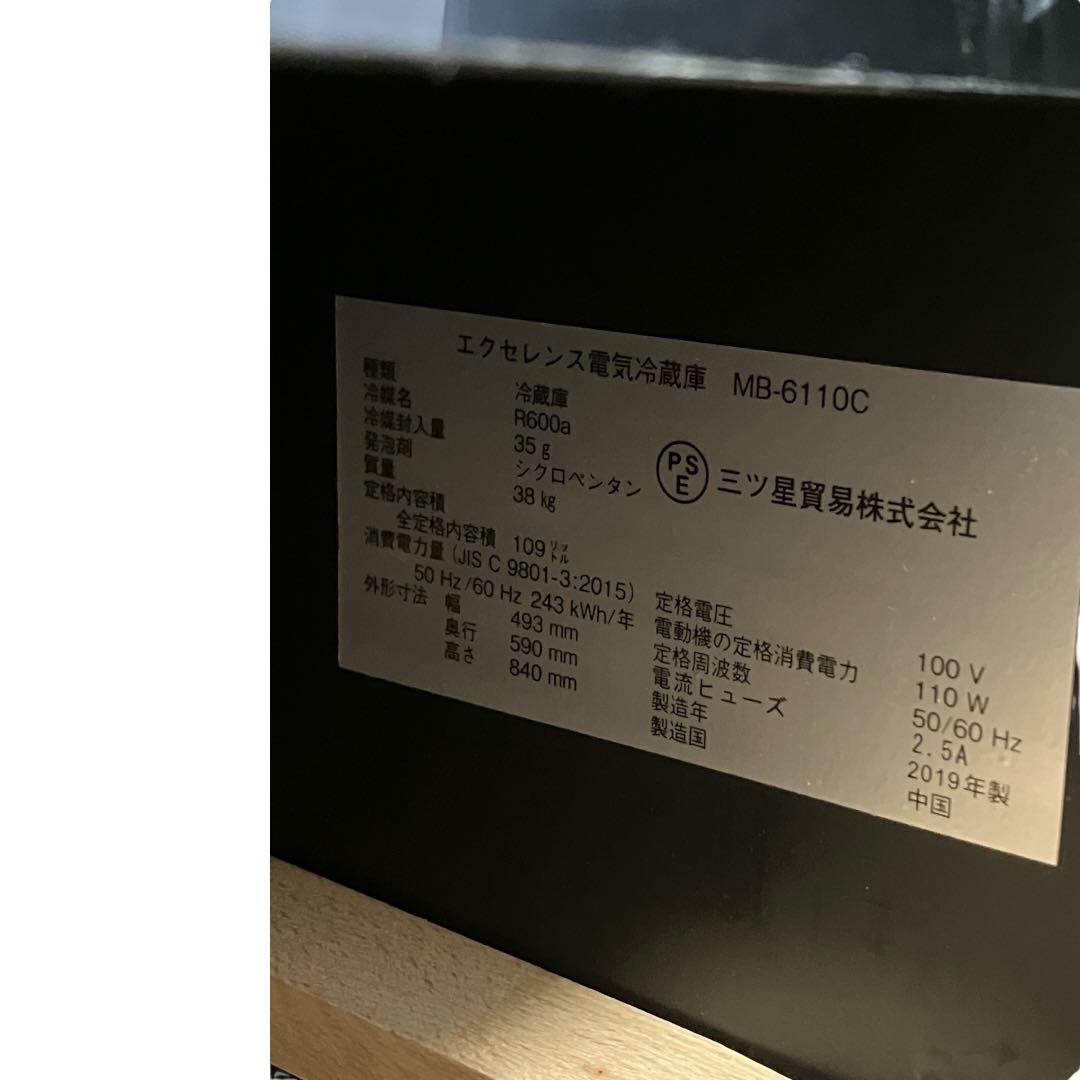 エクセレンス電気冷蔵庫 MB-6110C
種類 冷蔵庫
冷媒名 R600a
冷媒封入量 35g
発泡剤 シクロペンタン
質量 38kg
定格内容積
全定格内容積 109リットル
消費電力量 (JIS C 9801-3:2015)
50 Hz/60 Hz 243 kWh/年
外形寸法 幅 493 mm
奥行 590 mm
高さ 840 mm
PSE 三ツ星貿易株式会社
定格電圧 100 V
電動機の定格消費電力 110 W
定格周波数 50/60 Hz
電流ヒューズ 2.5A
製造年 2019年製
製造国 中国